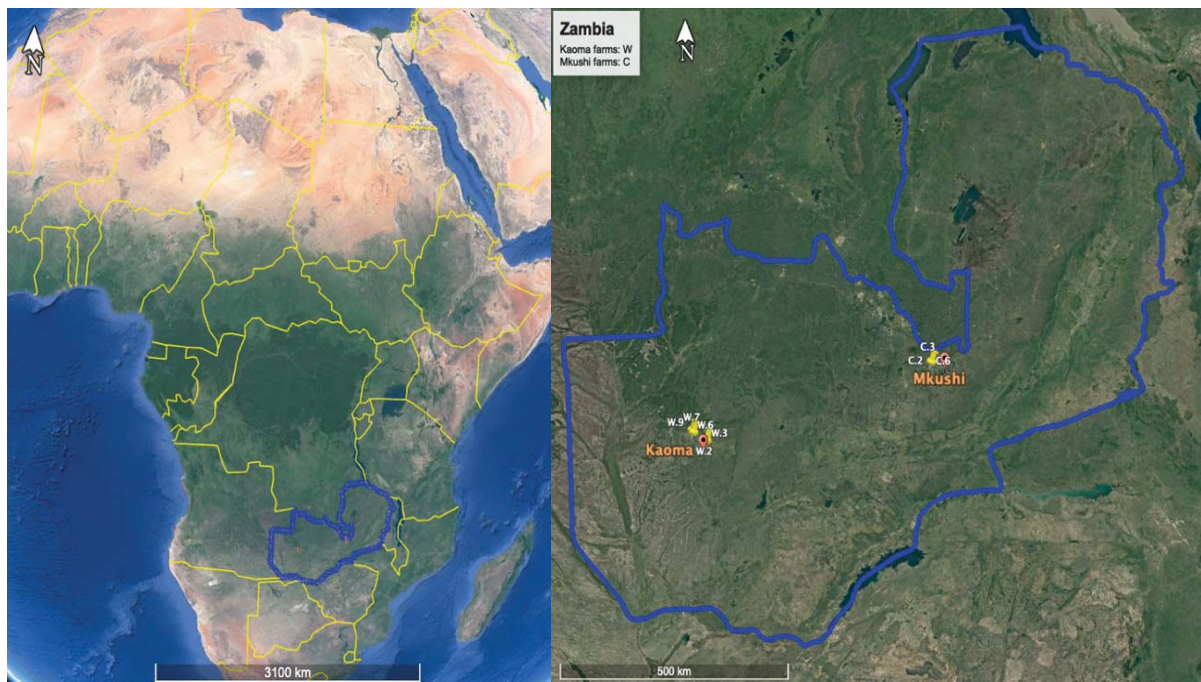 N
3100 km
Zambia
Kaoma farms: W
Mkushi farms: C
N
C.3
C.2
C.6
Mkushi
W.7
W.9
W.6
W.3
Kaoma
W.2
500 km